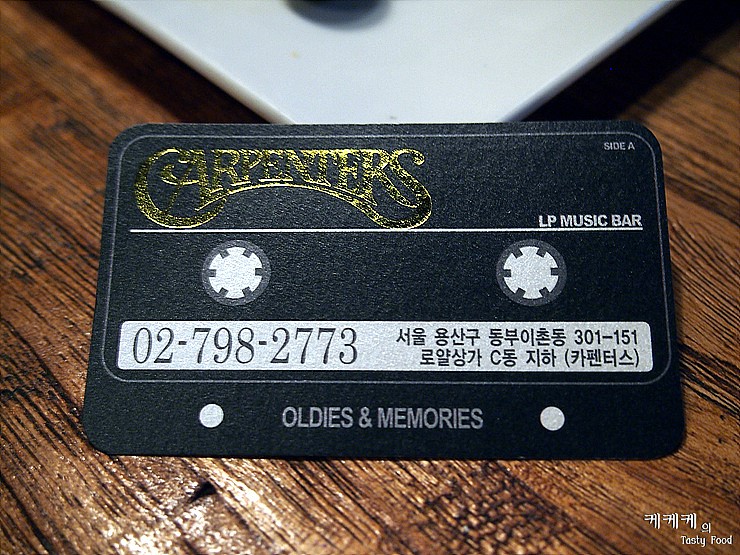 SIDE A
CARPENTERS
LP MUSIC BAR
02-798-2773
서울 용산구 동부이촌동 301-151
로얄상가 C동 지하 (카펜터스)
OLDIES & MEMORIES
케케케의
Tasty Food